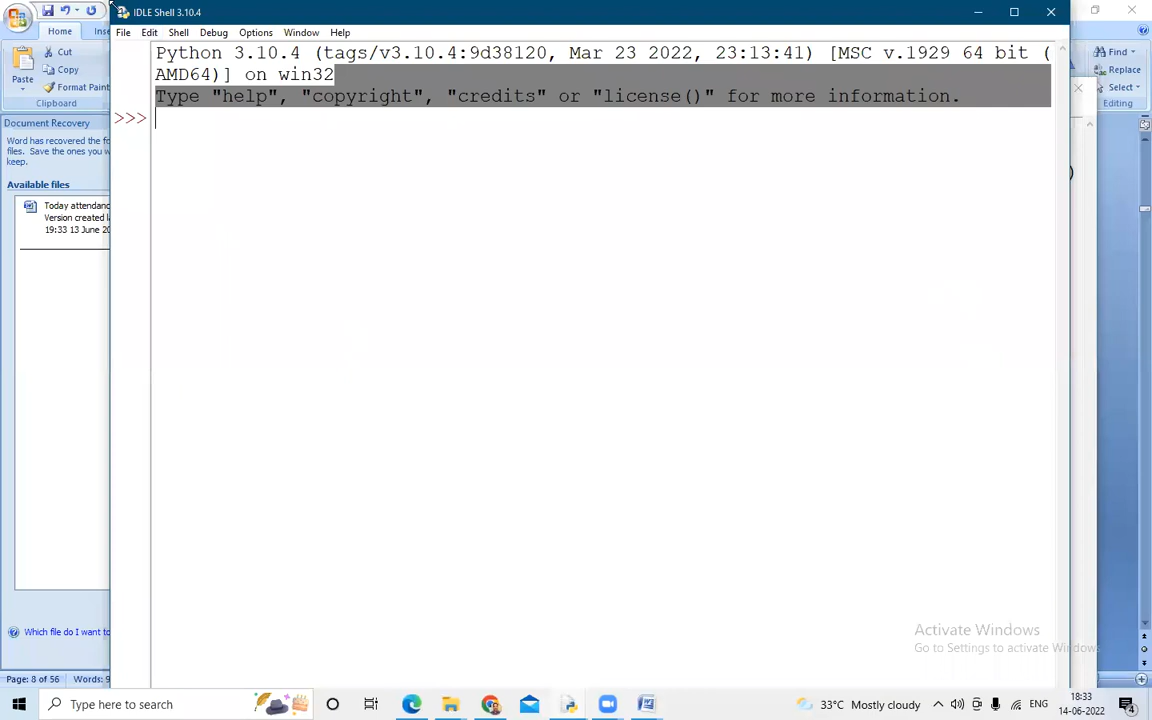 IDLE Shell 3.10.4
File Edit Shell Debug Options Window Help
Python 3.10.4 (tags/v3.10.4:9d38120, Mar 23 2022, 23:13:41) [MSC v.1929 64 bit (
AMD64)] on win32
Type "help", "copyright", "credits" or "license()" for more information.
>>>
Home Inse
Cut
Copy
Format Paint
Paste
Clipboard
Find
Replace
Select
Editing
Document Recovery
Word has recovered the fo
files. Save the ones you w
keep.
Available files
Today attendanc
Version created la
19:33 13 June 20
Which file do I want to
Activate Windows
Go to Settings to activate Windows.
Page: 8 of 56 Words: 9
Type here to search
33°C Mostly cloudy
ENG
18:33
14-06-2022
4